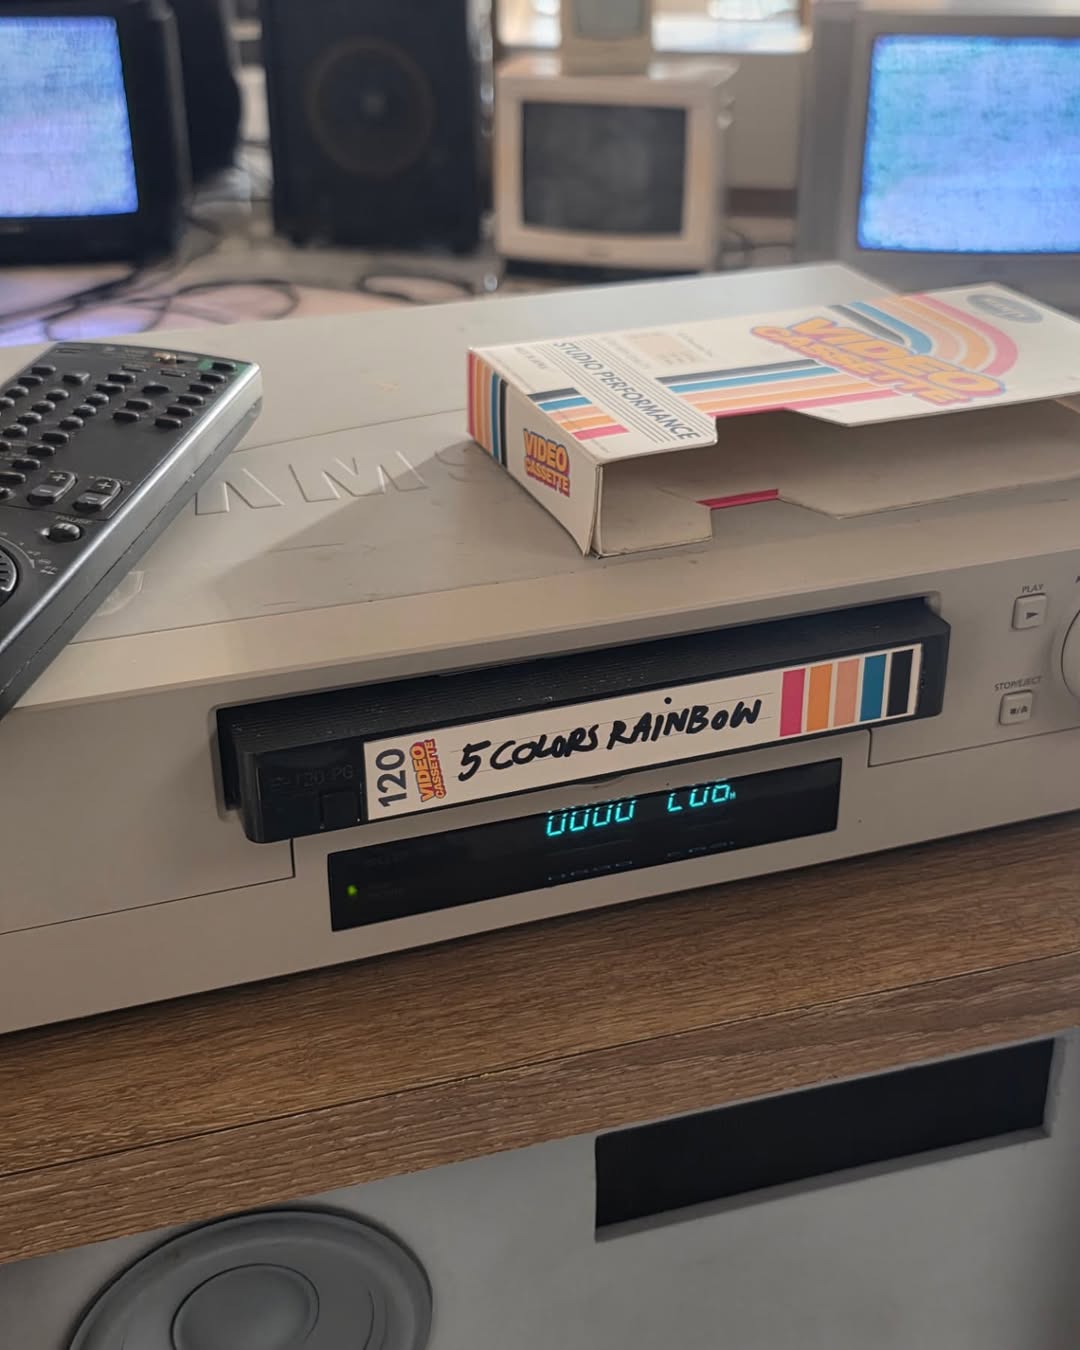 VIDEO
CASSETTE
STUDIO PERFORMANCE
VIDEO
CASSETTE
PLAY
STOP/EJECT
120
VIDEO
CASSETTE
5 COLORS RAINBOW
0000